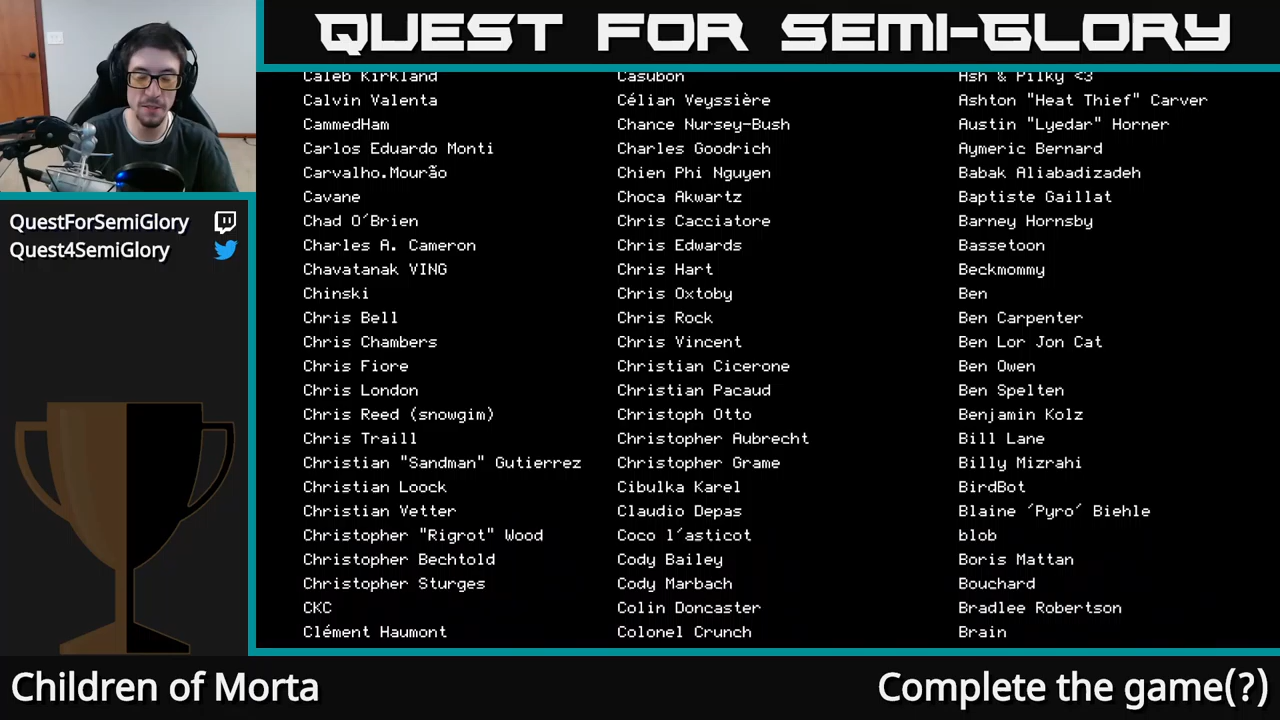 QUEST FOR SEMI-GLORY
QuestForSemiGlory
Quest4SemiGlory
Caleb Kirkland
Calvin Valenta
CammedHam
Carlos Eduardo Monti
Carvalho.Mourão
Cavane
Chad O´Brien
Charles A. Cameron
Chavatanak VING
Chinski
Chris Bell
Chris Chambers
Chris Fiore
Chris London
Chris Reed (snowgim)
Chris Traill
Christian "Sandman" Gutierrez
Christian Loock
Christian Vetter
Christopher "Rigrot" Wood
Christopher Bechtold
Christopher Sturges
CKC
Clément Haumont
Casubon
Célian Veyssière
Chance Nursey-Bush
Charles Goodrich
Chien Phi Nguyen
Choca Akwartz
Chris Cacciatore
Chris Edwards
Chris Hart
Chris Oxtoby
Chris Rock
Chris Vincent
Christian Cicerone
Christian Pacaud
Christoph Otto
Christopher Aubrecht
Christopher Grame
Cibulka Karel
Claudio Depas
Coco l´asticot
Cody Bailey
Cody Marbach
Colin Doncaster
Colonel Crunch
Ash & Pilky <3
Ashton "Heat Thief" Carver
Austin "Lyedar" Horner
Aymeric Bernard
Babak Aliabadizadeh
Baptiste Gaillat
Barney Hornsby
Bassetoon
Beckmommy
Ben
Ben Carpenter
Ben Lor Jon Cat
Ben Owen
Ben Spelten
Benjamin Kolz
Bill Lane
Billy Mizrahi
BirdBot
Blaine ´Pyro´ Biehle
blob
Boris Mattan
Bouchard
Bradlee Robertson
Brain
Children of Morta
Complete the game(?)